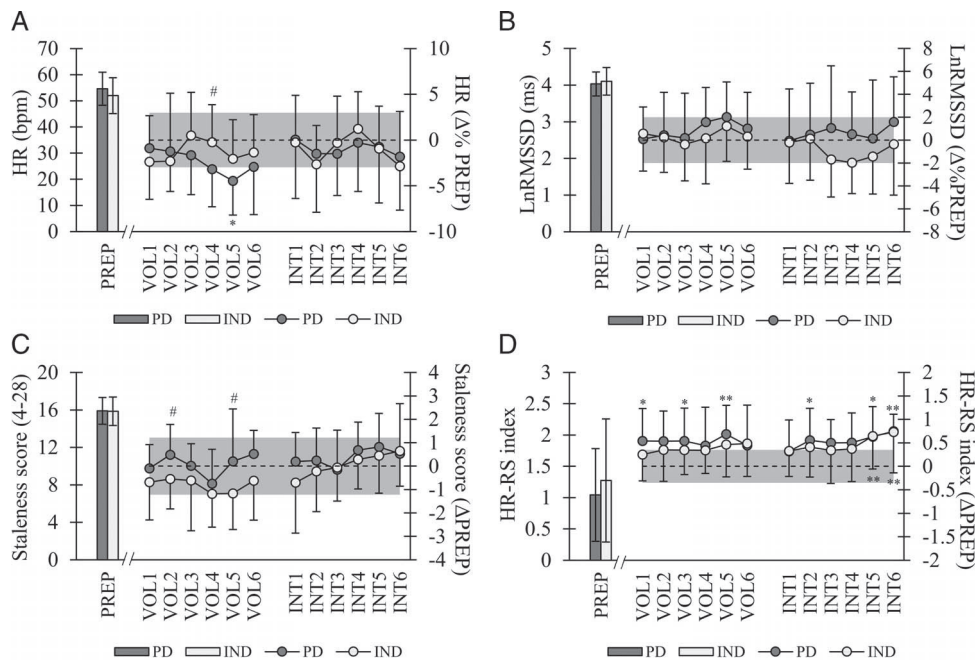 A
HR (bpm)
70
60
50
40
30
20
10
0
10
5
0
-5
-10
HR (Δ% PREP)
#
*
PREP
VOL1
VOL2
VOL3
VOL4
VOL5
VOL6
INT1
INT2
INT3
INT4
INT5
INT6
PD IND PD IND
B
LnRMSSD (ms)
5
4
3
2
1
0
8
6
4
2
0
-2
-4
-6
-8
LnRMSSD (Δ%PREP)
PREP
VOL1
VOL2
VOL3
VOL4
VOL5
VOL6
INT1
INT2
INT3
INT4
INT5
INT6
PD IND PD IND
C
Staleness score (4-28)
20
16
12
8
4
0
4
3
2
1
0
-1
-2
-3
-4
Staleness score (ΔPREP)
# #
PREP
VOL1
VOL2
VOL3
VOL4
VOL5
VOL6
INT1
INT2
INT3
INT4
INT5
INT6
PD IND PD IND
D
HR-RS index
3
2.5
2
1.5
1
0.5
0
2
1.5
1
0.5
0
-0.5
-1
-1.5
-2
HR-RS index (ΔPREP)
* * ** * * **
** **
PREP
VOL1
VOL2
VOL3
VOL4
VOL5
VOL6
INT1
INT2
INT3
INT4
INT5
INT6
PD IND PD IND